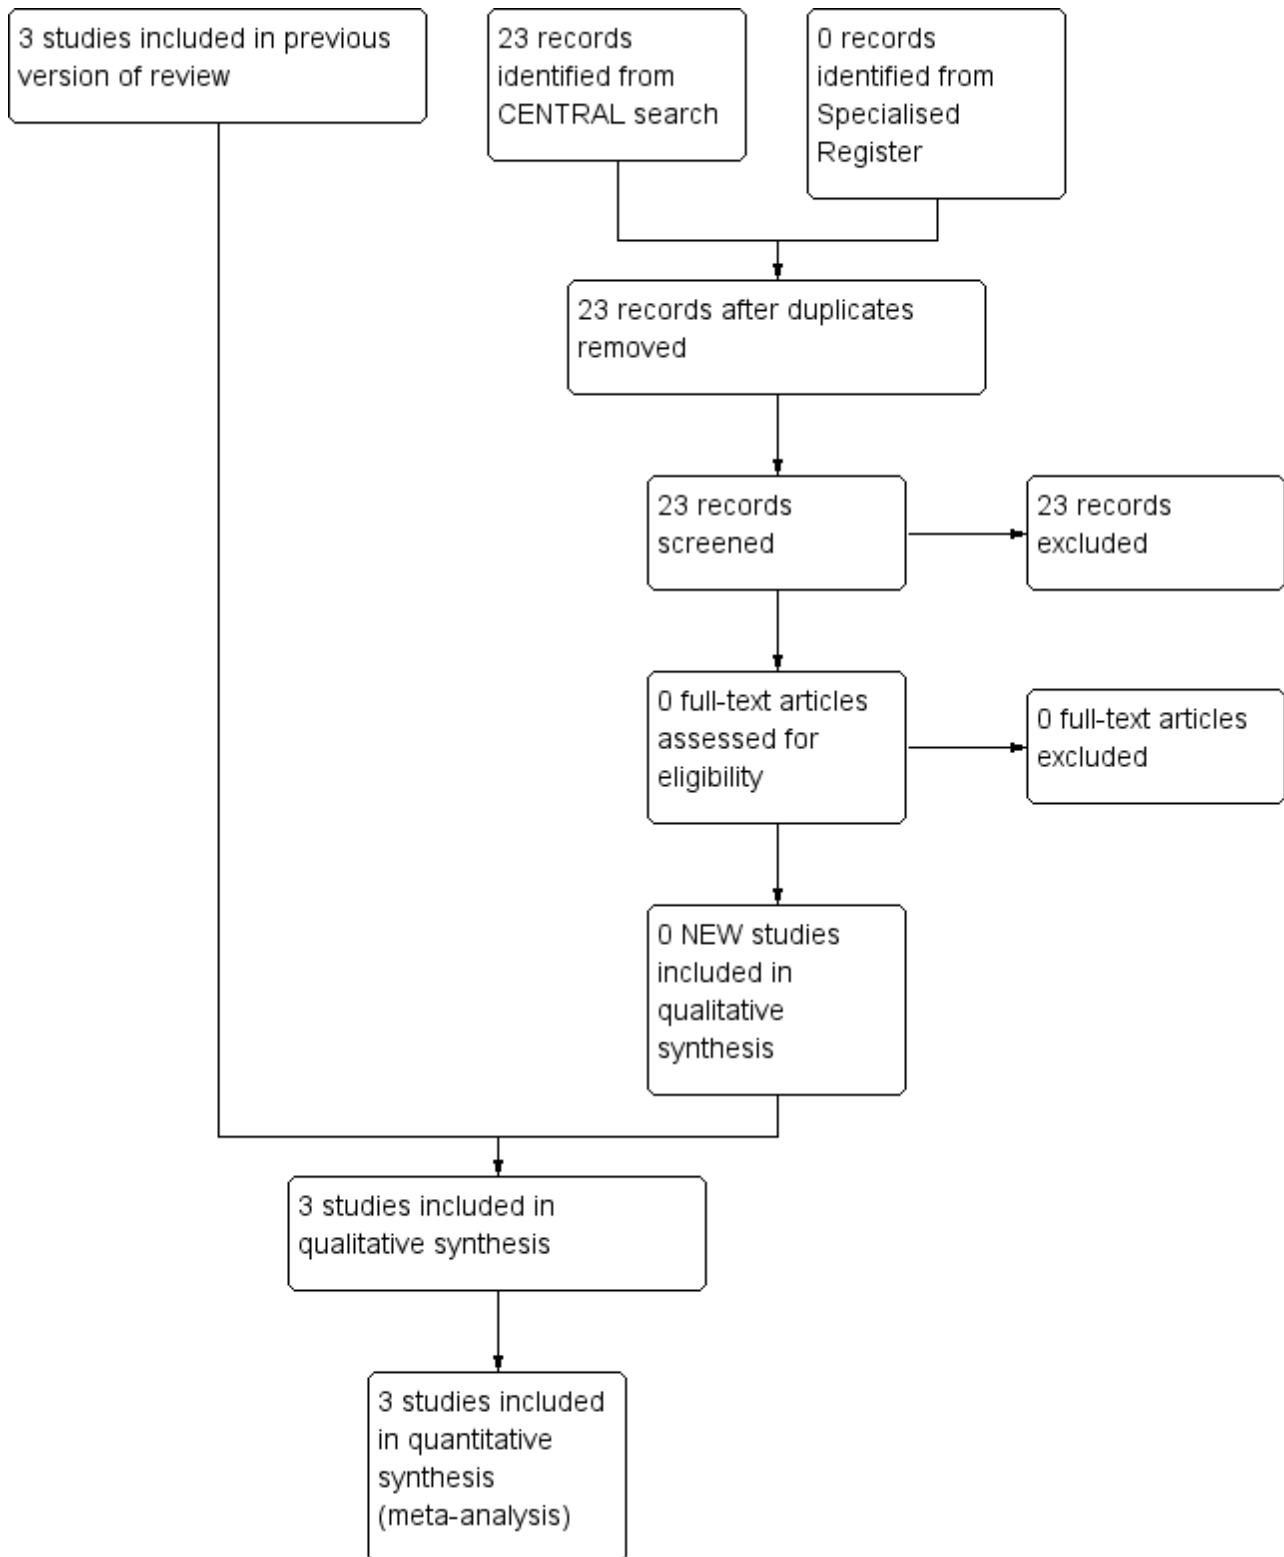 3 studies included in previous
version of review
23 records
identified from
CENTRAL search
0 records
identified from
Specialised
Register
23 records after duplicates
removed
23 records
screened
23 records
excluded
0 full-text articles
assessed for
eligibility
0 full-text articles
excluded
0 NEW studies
included in
qualitative
synthesis
3 studies included in
qualitative synthesis
3 studies included
in quantitative
synthesis
(meta-analysis)